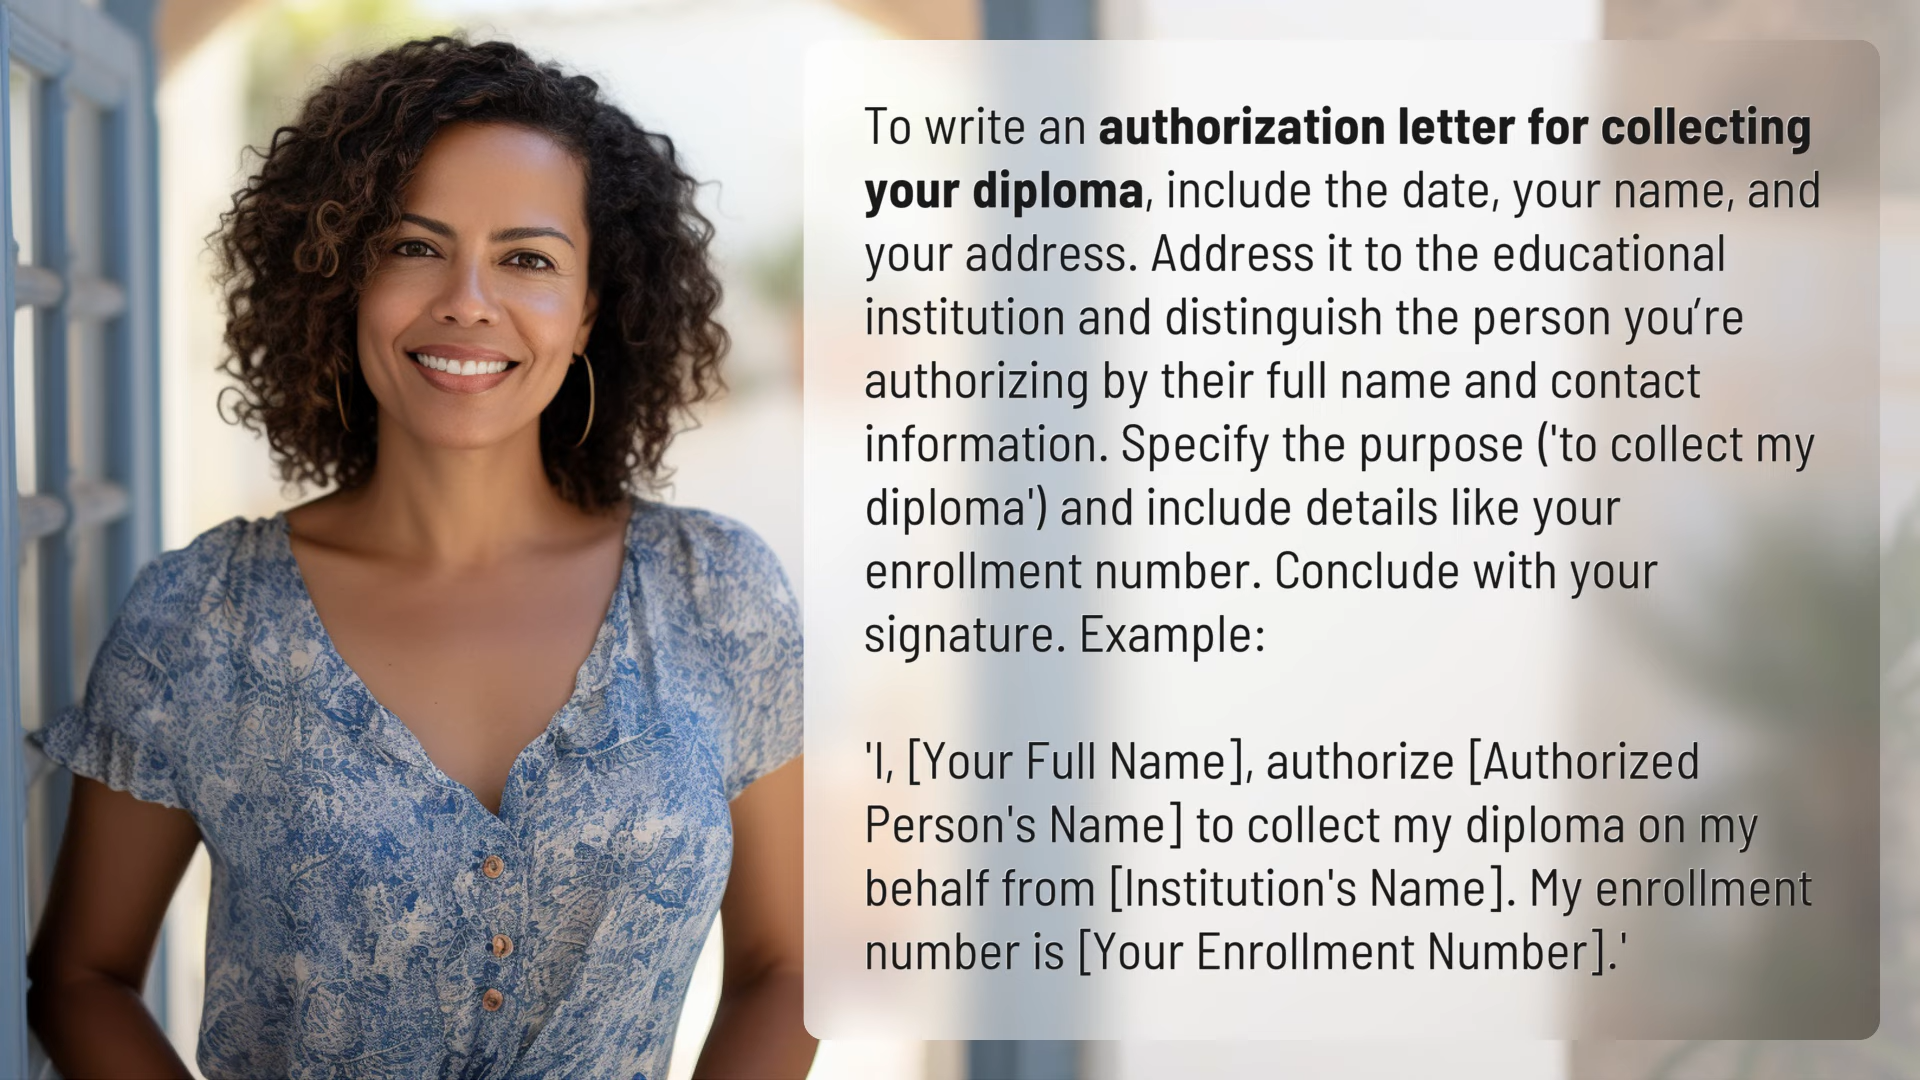 To write an authorization letter for collecting
your diploma, include the date, your name, and
your address. Address it to the educational
institution and distinguish the person you’re
authorizing by their full name and contact
information. Specify the purpose ('to collect my
diploma') and include details like your
enrollment number. Conclude with your
signature. Example:
'I, [Your Full Name], authorize [Authorized
Person's Name] to collect my diploma on my
behalf from [Institution's Name]. My enrollment
number is [Your Enrollment Number].'